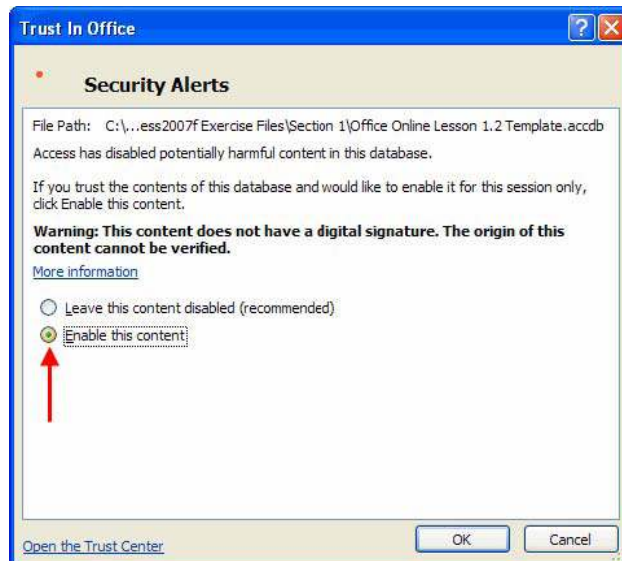 Trust In Office
Security Alerts
File Path: C:\...ess2007f Exercise Files\Section 1\Office Online Lesson 1.2 Template.accdb
Access has disabled potentially harmful content in this database.
If you trust the contents of this database and would like to enable it for this session only,
click Enable this content.
Warning: This content does not have a digital signature. The origin of this
content cannot be verified.
More information
Leave this content disabled (recommended)
Enable this content
Open the Trust Center
OK
Cancel